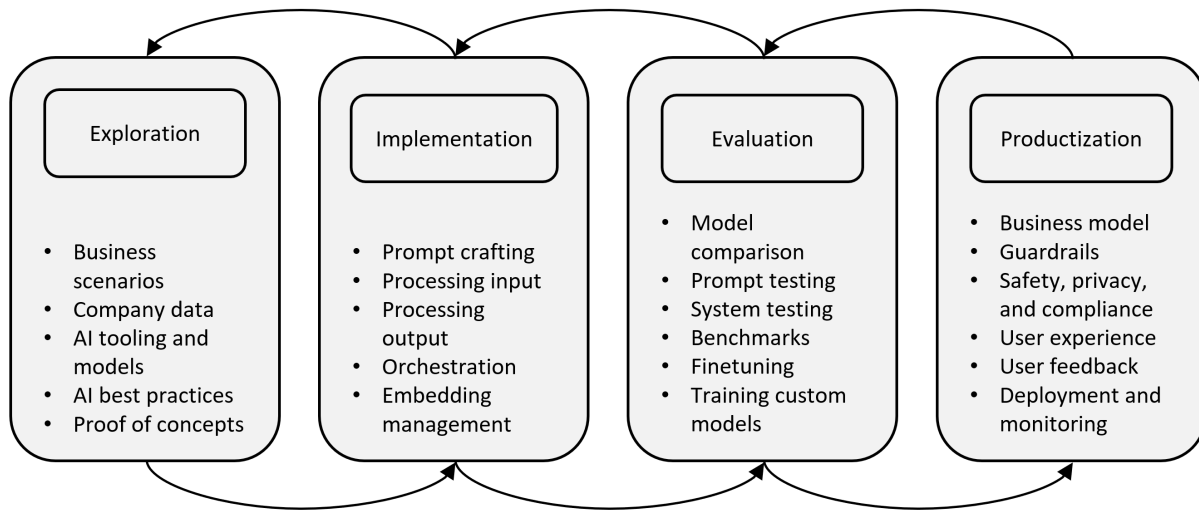 Exploration
• Business
scenarios
• Company data
• AI tooling and
models
• AI best practices
• Proof of concepts
Implementation
• Prompt crafting
• Processing input
• Processing
output
• Orchestration
• Embedding
management
Evaluation
• Model
comparison
• Prompt testing
• System testing
• Benchmarks
• Finetuning
• Training custom
models
Productization
• Business model
• Guardrails
• Safety, privacy,
and compliance
• User experience
• User feedback
• Deployment and
monitoring